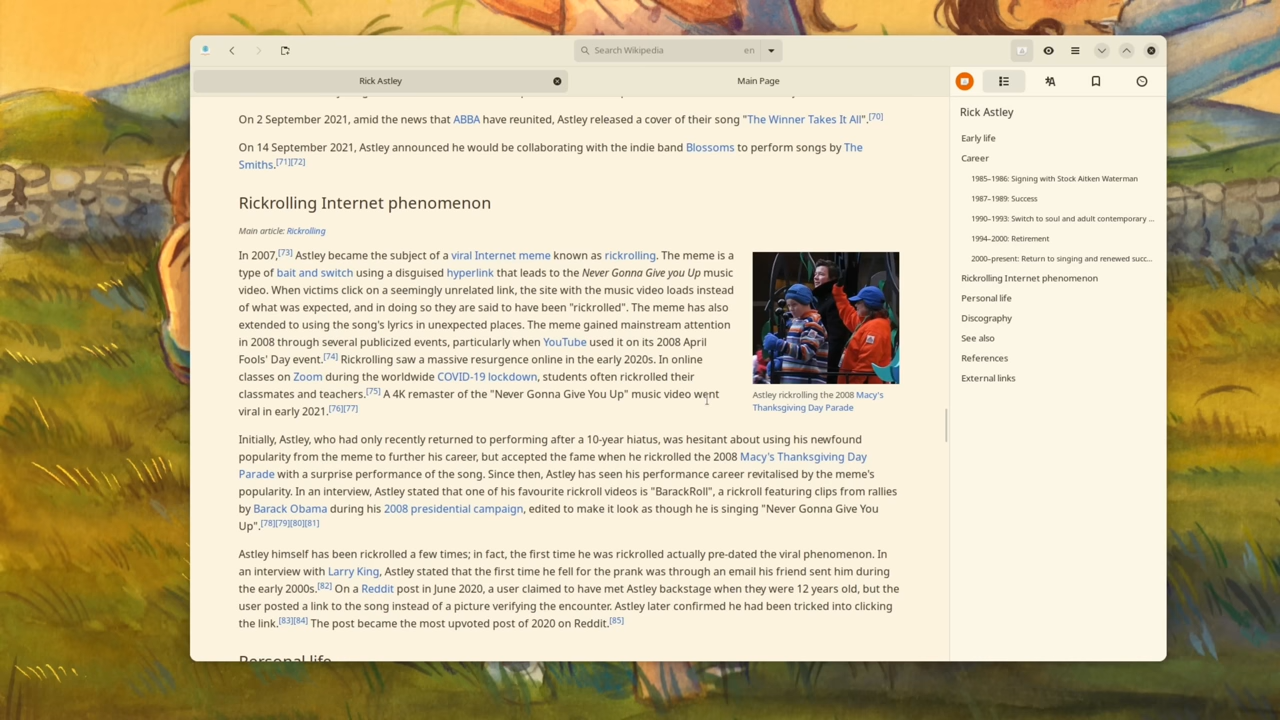 Search Wikipedia
en
Rick Astley
Main Page
On 2 September 2021, amid the news that ABBA have reunited, Astley released a cover of their song "The Winner Takes It All".[70]
On 14 September 2021, Astley announced he would be collaborating with the indie band Blossoms to perform songs by The
Smiths.[71][72]
Rickrolling Internet phenomenon
Main article: Rickrolling
In 2007,[73] Astley became the subject of a viral Internet meme known as rickrolling. The meme is a
type of bait and switch using a disguised hyperlink that leads to the Never Gonna Give you Up music
video. When victims click on a seemingly unrelated link, the site with the music video loads instead
of what was expected, and in doing so they are said to have been "rickrolled". The meme has also
extended to using the song's lyrics in unexpected places. The meme gained mainstream attention
in 2008 through several publicized events, particularly when YouTube used it on its 2008 April
Fools' Day event.[74] Rickrolling saw a massive resurgence online in the early 2020s. In online
classes on Zoom during the worldwide COVID-19 lockdown, students often rickrolled their
classmates and teachers.[75] A 4K remaster of the "Never Gonna Give You Up" music video went
viral in early 2021.[76][77]
Astley rickrolling the 2008 Macy's
Thanksgiving Day Parade
Initially, Astley, who had only recently returned to performing after a 10-year hiatus, was hesitant about using his newfound
popularity from the meme to further his career, but accepted the fame when he rickrolled the 2008 Macy's Thanksgiving Day
Parade with a surprise performance of the song. Since then, Astley has seen his performance career revitalised by the meme's
popularity. In an interview, Astley stated that one of his favourite rickroll videos is "BarackRoll", a rickroll featuring clips from rallies
by Barack Obama during his 2008 presidential campaign, edited to make it look as though he is singing "Never Gonna Give You
Up".[78][79][80][81]
Astley himself has been rickrolled a few times; in fact, the first time he was rickrolled actually pre-dated the viral phenomenon. In
an interview with Larry King, Astley stated that the first time he fell for the prank was through an email his friend sent him during
the early 2000s.[82] On a Reddit post in June 2020, a user claimed to have met Astley backstage when they were 12 years old, but the
user posted a link to the song instead of a picture verifying the encounter. Astley later confirmed he had been tricked into clicking
the link.[83][84] The post became the most upvoted post of 2020 on Reddit.[85]
Personal life
Rick Astley
Early life
Career
1985–1986: Signing with Stock Aitken Waterman
1987–1989: Success
1990–1993: Switch to soul and adult contemporary ...
1994–2000: Retirement
2000–present: Return to singing and renewed succ...
Rickrolling Internet phenomenon
Personal life
Discography
See also
References
External links